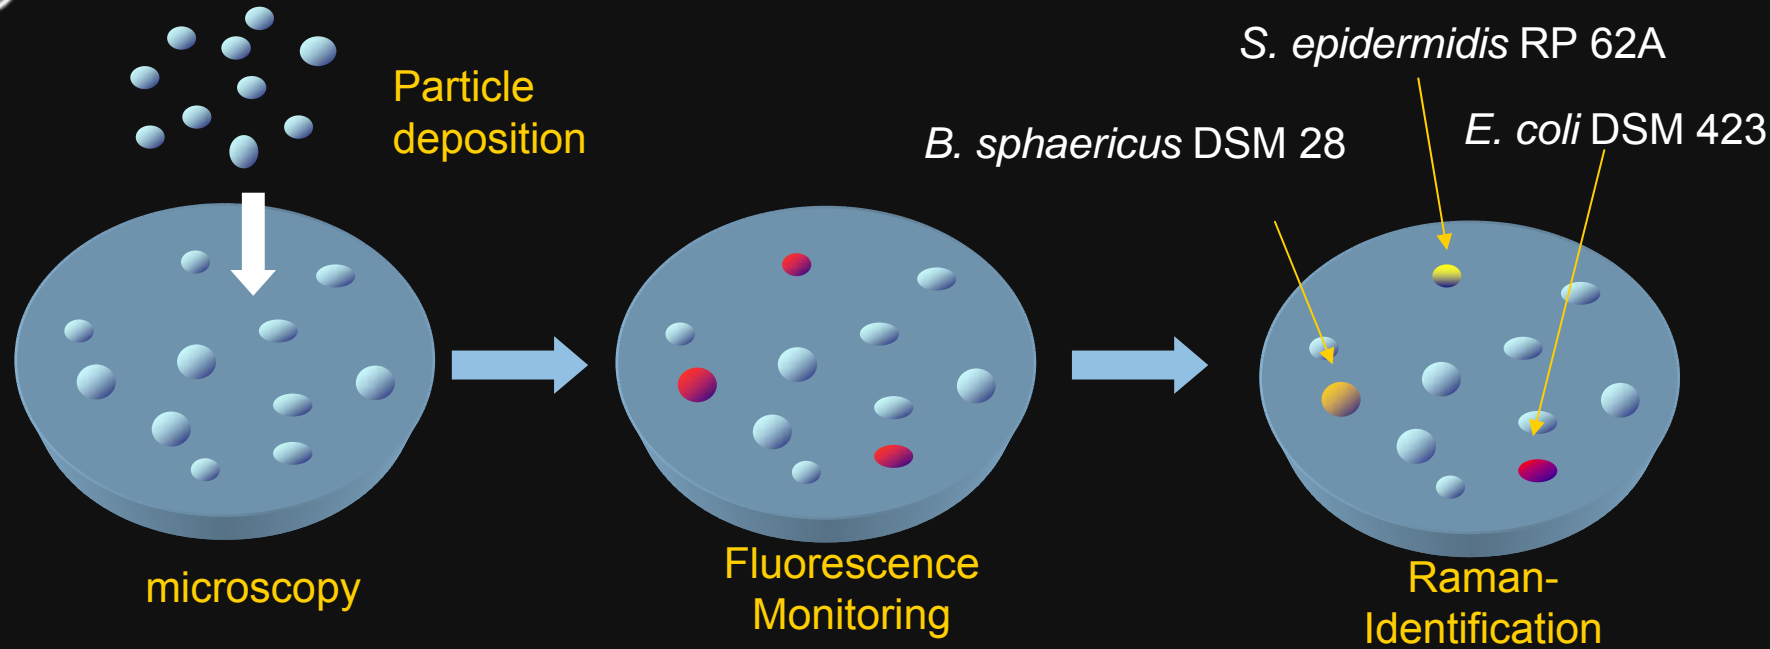 Particle
deposition
S. epidermidis RP 62A
B. sphaericus DSM 28
E. coli DSM 423
microscopy
Fluorescence
Monitoring
Raman-
Identification